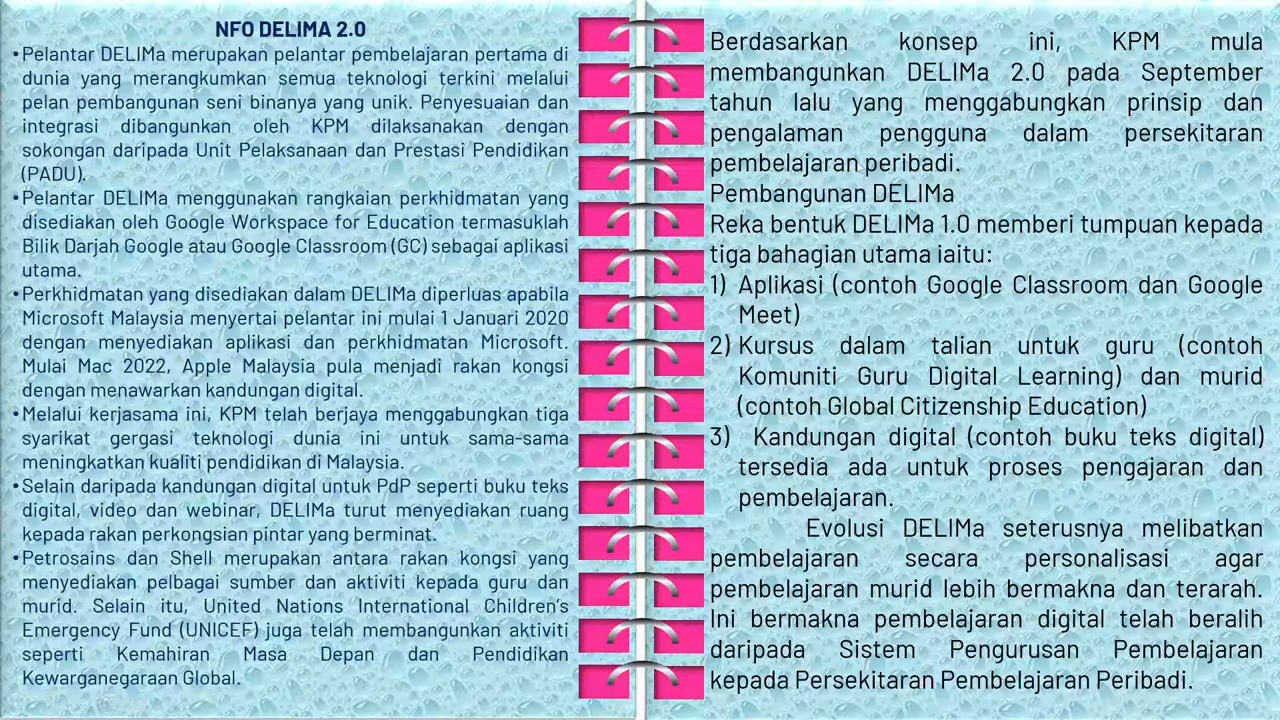 NFO DELIMA 2.0
•Pelantar DELIMa merupakan pelantar pembelajaran pertama di
dunia yang merangkumkan semua teknologi terkini melalui
pelan pembangunan seni binanya yang unik. Penyesuaian dan
integrasi dibangunkan oleh KPM dilaksanakan dengan
sokongan daripada Unit Pelaksanaan dan Prestasi Pendidikan
(PADU).
•Pelantar DELIMa menggunakan rangkaian perkhidmatan yang
disediakan oleh Google Workspace for Education termasuklah
Bilik Darjah Google atau Google Classroom (GC) sebagai aplikasi
utama.
•Perkhidmatan yang disediakan dalam DELIMa diperluas apabila
Microsoft Malaysia menyertai pelantar ini mulai 1 Januari 2020
dengan menyediakan aplikasi dan perkhidmatan Microsoft.
Mulai Mac 2022, Apple Malaysia pula menjadi rakan kongsi
dengan menawarkan kandungan digital.
•Melalui kerjasama ini, KPM telah berjaya menggabungkan tiga
syarikat gergasi teknologi dunia ini untuk sama-sama
meningkatkan kualiti pendidikan di Malaysia.
•Selain daripada kandungan digital untuk PdP seperti buku teks
digital, video dan webinar, DELIMa turut menyediakan ruang
kepada rakan perkongsian pintar yang berminat.
•Petrosains dan Shell merupakan antara rakan kongsi yang
menyediakan pelbagai sumber dan aktiviti kepada guru dan
murid. Selain itu, United Nations International Children's
Emergency Fund (UNICEF) juga telah membangunkan aktiviti
seperti Kemahiran Masa Depan dan Pendidikan
Kewarganegaraan Global.
Berdasarkan konsep ini, KPM mula
membangunkan DELIMa 2.0 pada September
tahun lalu yang menggabungkan prinsip dan
pengalaman pengguna dalam persekitaran
pembelajaran peribadi.
Pembangunan DELIMa
Reka bentuk DELIMa 1.0 memberi tumpuan kepada
tiga bahagian utama iaitu:
1) Aplikasi (contoh Google Classroom dan Google
Meet)
2) Kursus dalam talian untuk guru (contoh
Komuniti Guru Digital Learning) dan murid
(contoh Global Citizenship Education)
3) Kandungan digital (contoh buku teks digital)
tersedia ada untuk proses pengajaran dan
pembelajaran.
Evolusi DELIMa seterusnya melibatkan
pembelajaran secara personalisasi agar
pembelajaran murid lebih bermakna dan terarah.
Ini bermakna pembelajaran digital telah beralih
daripada Sistem Pengurusan Pembelajaran
kepada Persekitaran Pembelajaran Peribadi.